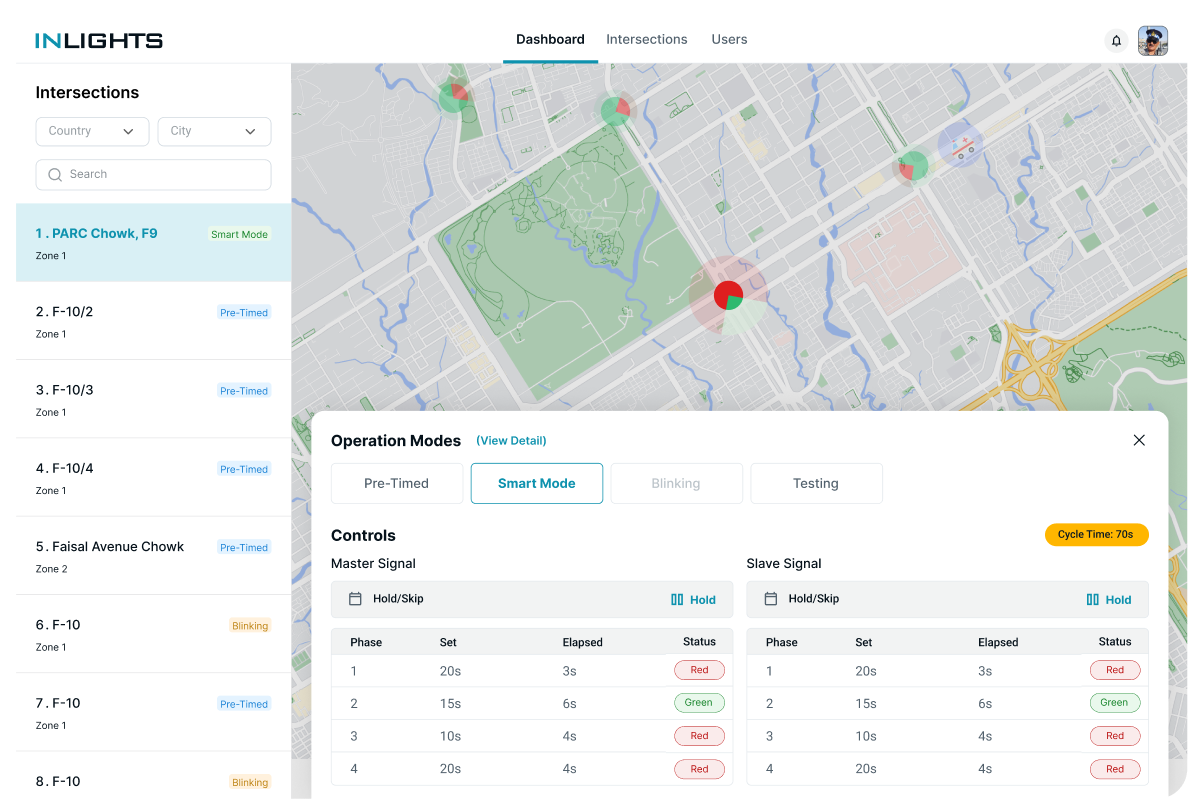 INLIGHTS
Dashboard Intersections Users
Intersections
Country City
Search
1 . PARC Chowk, F9 Smart Mode
Zone 1
2 . F-10/2 Pre-Timed
Zone 1
3 . F-10/3 Pre-Timed
Zone 1
4 . F-10/4 Pre-Timed
Zone 1
5 . Faisal Avenue Chowk Pre-Timed
Zone 2
6 . F-10 Blinking
Zone 1
7 . F-10 Pre-Timed
Zone 1
8 . F-10 Blinking
Operation Modes (View Detail)
Pre-Timed Smart Mode Blinking Testing
Controls Cycle Time: 70s
Master Signal
Hold/Skip Hold
Phase Set Elapsed Status
1 20s 3s Red
2 15s 6s Green
3 10s 4s Red
4 20s 4s Red
Slave Signal
Hold/Skip Hold
Phase Set Elapsed Status
1 20s 3s Red
2 15s 6s Green
3 10s 4s Red
4 20s 4s Red